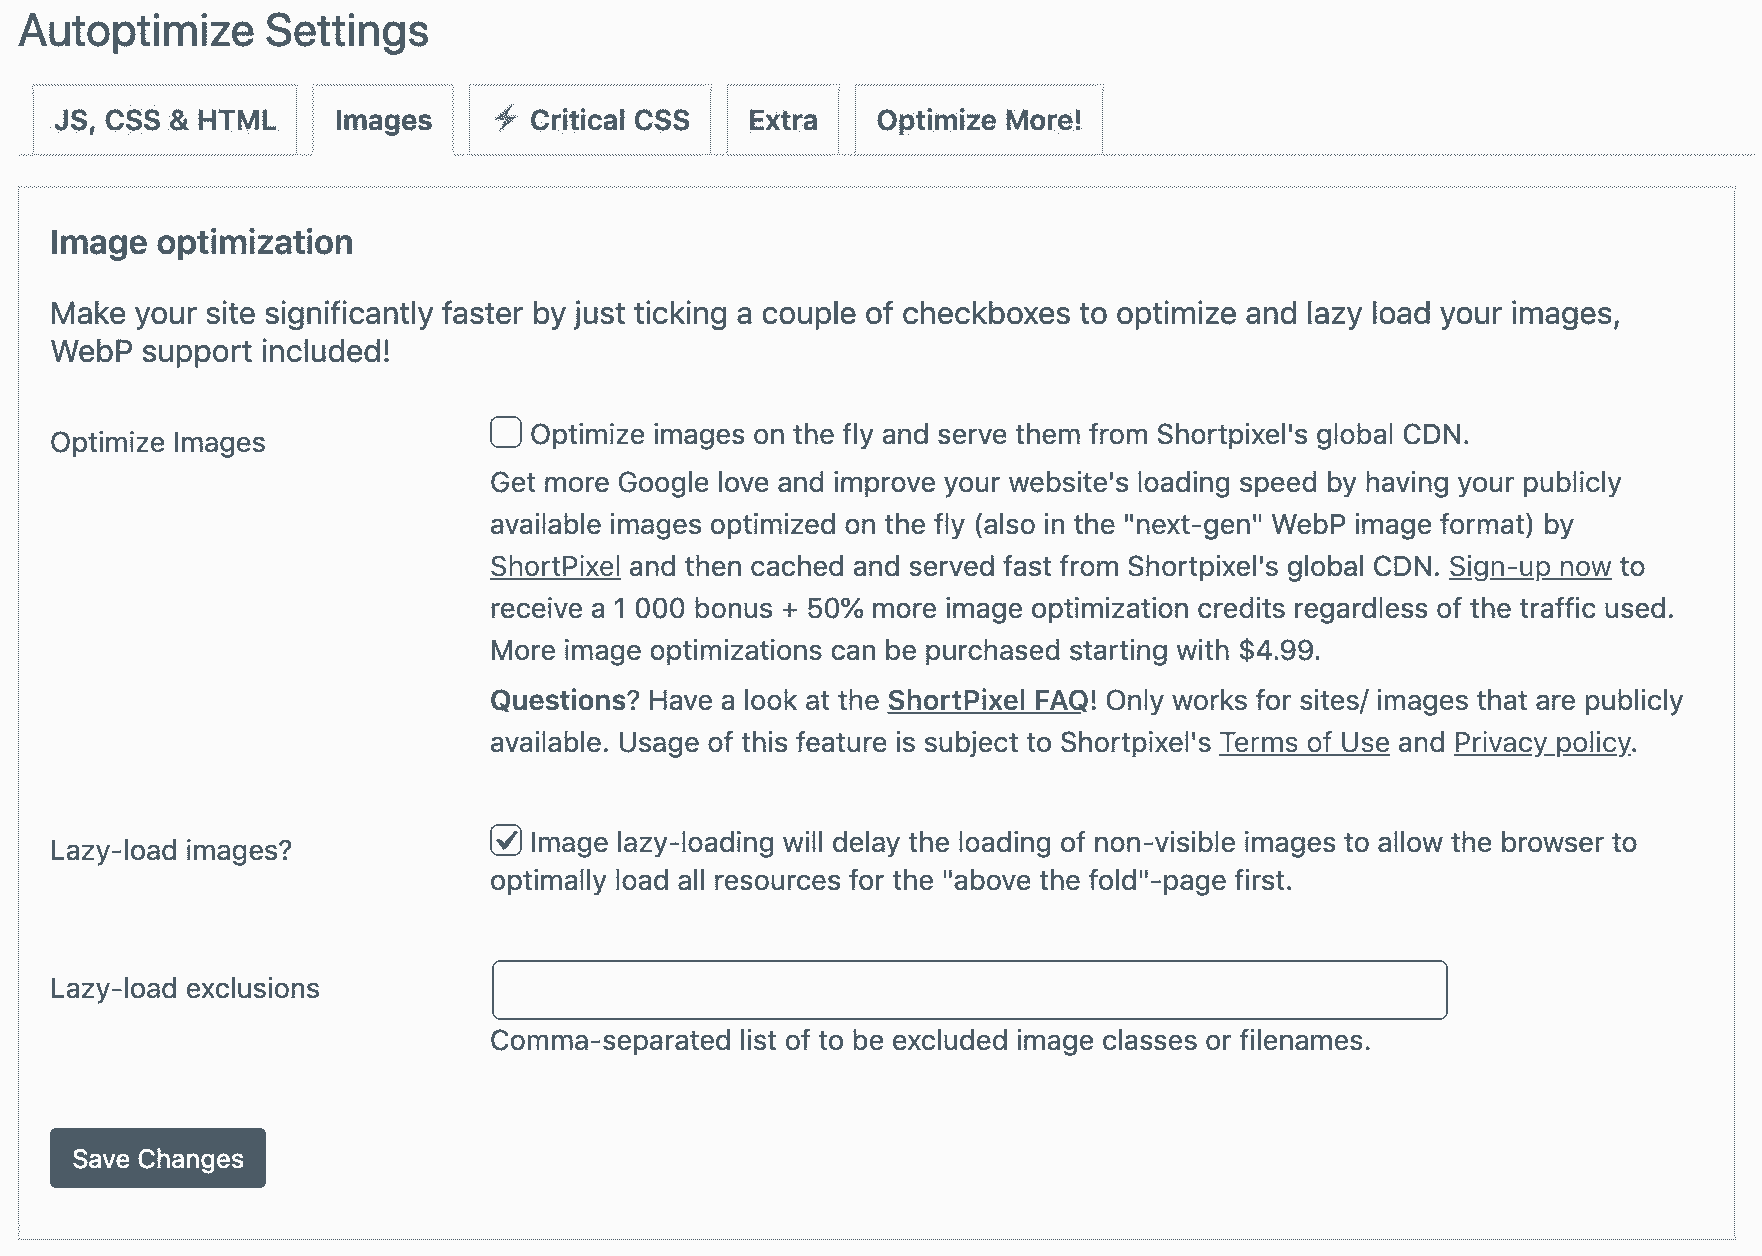 Autoptimize Settings
JS, CSS & HTML
Images
⚡ Critical CSS
Extra
Optimize More!
Image optimization
Make your site significantly faster by just ticking a couple of checkboxes to optimize and lazy load your images,
WebP support included!
Optimize Images
Optimize images on the fly and serve them from Shortpixel's global CDN.
Get more Google love and improve your website's loading speed by having your publicly
available images optimized on the fly (also in the "next-gen" WebP image format) by
ShortPixel and then cached and served fast from Shortpixel's global CDN. Sign-up now to
receive a 1 000 bonus + 50% more image optimization credits regardless of the traffic used.
More image optimizations can be purchased starting with $4.99.
Questions? Have a look at the ShortPixel FAQ! Only works for sites/ images that are publicly
available. Usage of this feature is subject to Shortpixel's Terms of Use and Privacy policy.
Lazy-load images?
Image lazy-loading will delay the loading of non-visible images to allow the browser to
optimally load all resources for the "above the fold"-page first.
Lazy-load exclusions
Comma-separated list of to be excluded image classes or filenames.
Save Changes